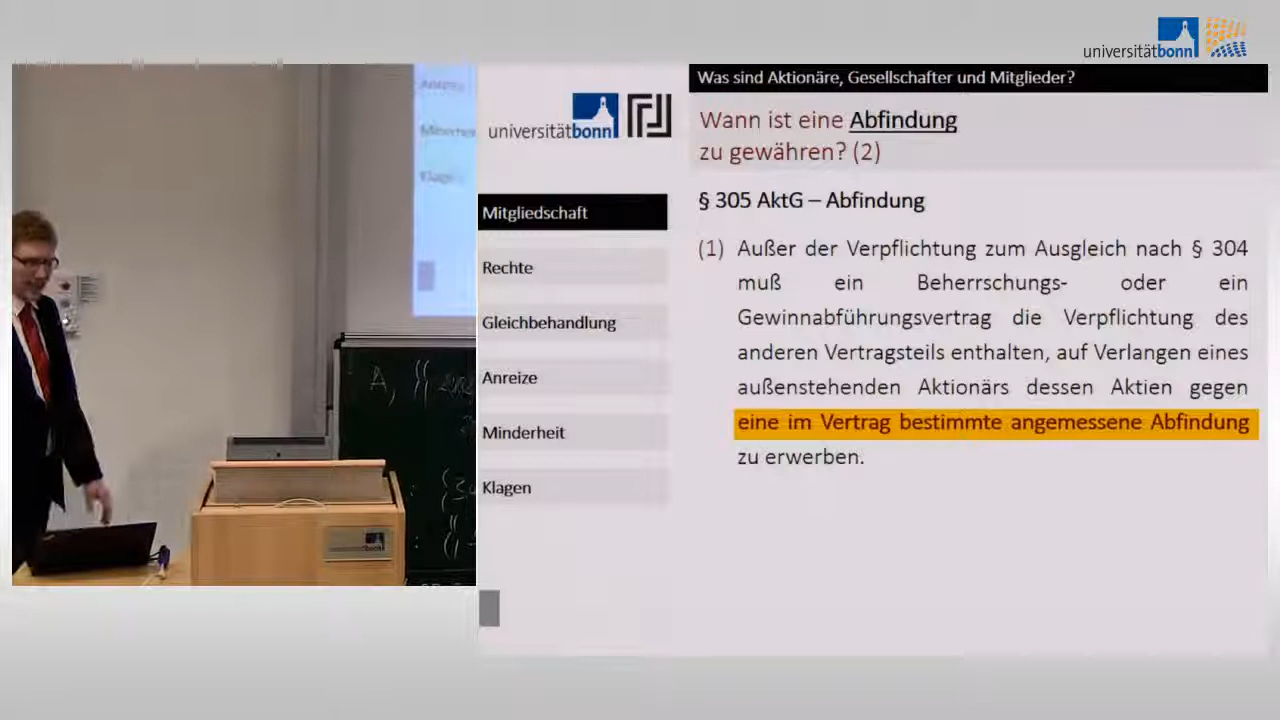 universitätbonn
Was sind Aktionäre, Gesellschafter und Mitglieder?
universitätbonn
Wann ist eine Abfindung
zu gewähren? (2)
Mitgliedschaft
Rechte
Gleichbehandlung
Anreize
Minderheit
Klagen
§ 305 AktG – Abfindung
(1) Außer der Verpflichtung zum Ausgleich nach § 304
muß ein Beherrschungs- oder ein
Gewinnabführungsvertrag die Verpflichtung des
anderen Vertragsteils enthalten, auf Verlangen eines
außenstehenden Aktionärs dessen Aktien gegen
eine im Vertrag bestimmte angemessene Abfindung
zu erwerben.